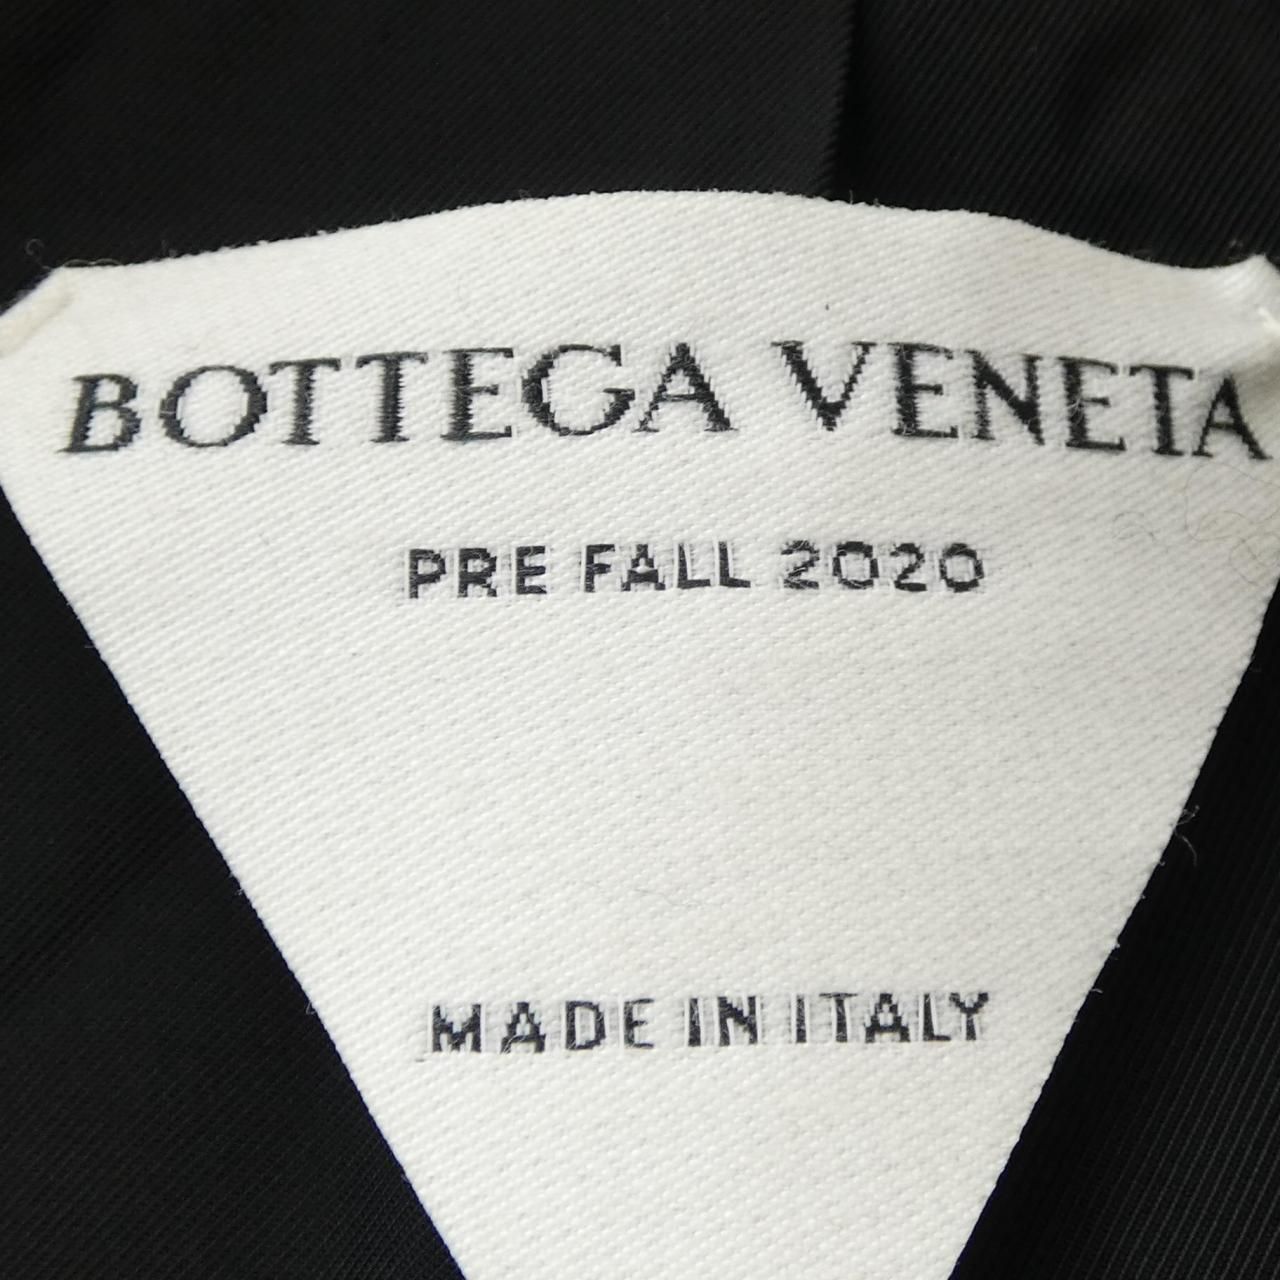 BOTTEGA VENETA
PRE FALL 2020
MADE IN ITALY